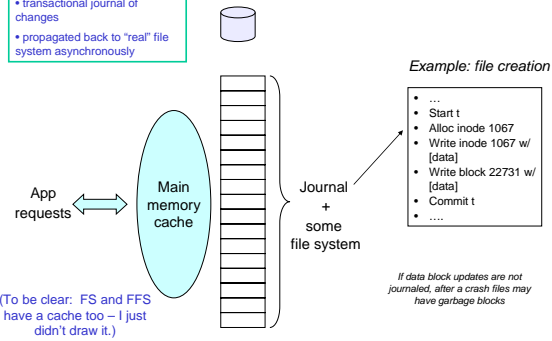 • transactional journal of
changes
• propagated back to “real” file
system asynchronously
Example: file creation
• …
• Start t
• Alloc inode 1067
• Write inode 1067 w/
[data]
• Write block 22731 w/
[data]
• Commit t
• ….
App
requests
Main
memory
cache
Journal
+
some
file system
If data block updates are not
journaled, after a crash files may
have garbage blocks
(To be clear: FS and FFS
have a cache too – I just
didn’t draw it.)